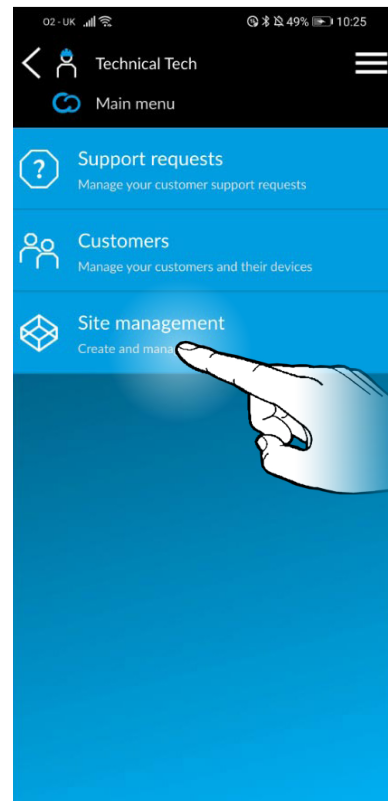 O2 - UK 49% 10:25
Technical Tech
Main menu
Support requests
Manage your customer support requests
Customers
Manage your customers and their devices
Site management
Create and mana